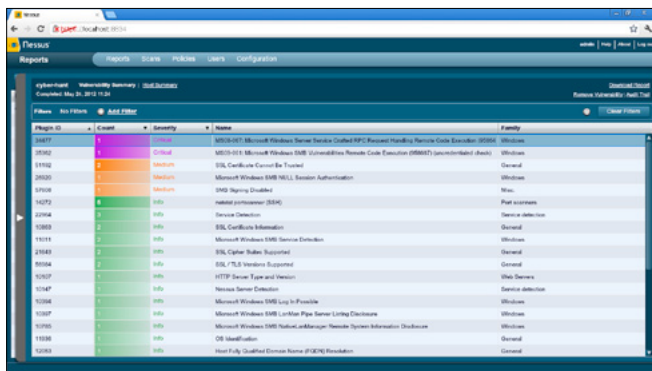 nessus
localhost:8834
Nessus
admin | Help | About | Log out
Reports
Reports Scans Policies Users Configuration
cyber-hunt Vulnerability Summary | Host Summary
Download Report
Completed: May 31, 2012 11:24
Remove Vulnerability Audit Trail
Filters No Filters Add Filter
Clear Filters
Plugin ID Count Severity Name Family
34477 1 Critical MS08-067: Microsoft Windows Server Service Crafted RPC Request Handling Remote Code Execution Windows
35362 1 Critical MS09-001: Microsoft Windows SMB Vulnerabilities Remote Code Execution (958687) (uncredentialed check) Windows
51192 2 Medium SSL Certificate Cannot Be Trusted General
26920 1 Medium Microsoft Windows SMB NULL Session Authentication Windows
57608 1 Medium SMB Signing Disabled Misc.
14272 8 Info netstat portscanner (SSH) Port scanners
22964 3 Info Service Detection Service detection
10863 2 Info SSL Certificate Information General
11011 2 Info Microsoft Windows SMB Service Detection Windows
21643 2 Info SSL Cipher Suites Supported General
56984 2 Info SSL / TLS Versions Supported General
10107 1 Info HTTP Server Type and Version Web Servers
10147 1 Info Nessus Server Detection Service detection
10394 1 Info Microsoft Windows SMB Log In Possible Windows
10397 1 Info Microsoft Windows SMB LanMan Pipe Server Listing Disclosure Windows
10785 1 Info Microsoft Windows SMB NativeLanManager Remote System Information Disclosure Windows
11936 1 Info OS Identification General
12053 1 Info Host Fully Qualified Domain Name (FQDN) Resolution General